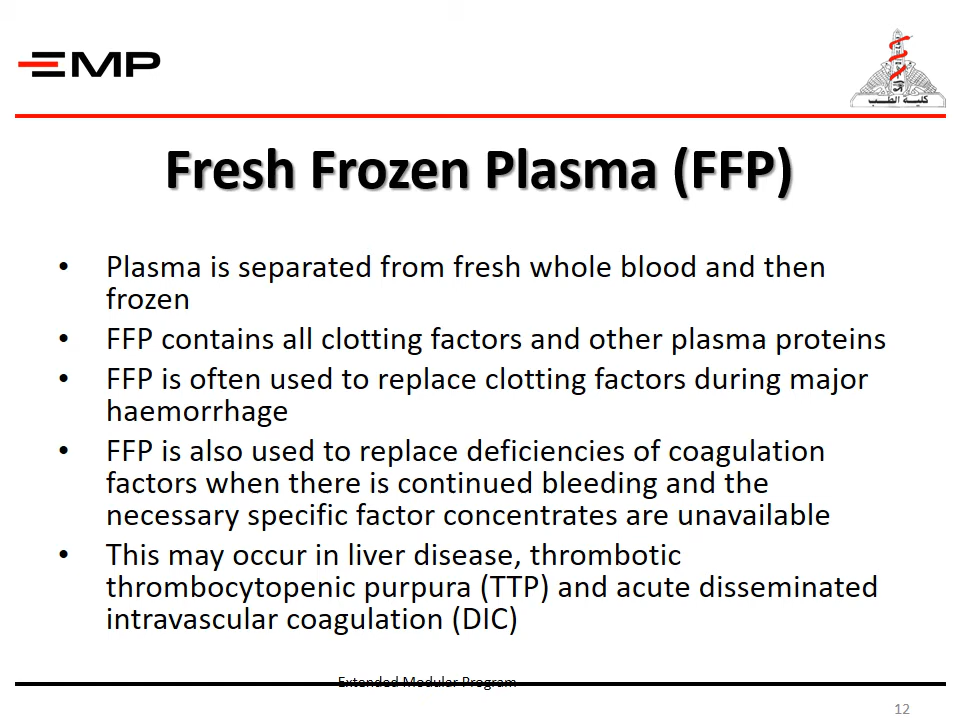 EMP
كلية الطب
Fresh Frozen Plasma (FFP)
• Plasma is separated from fresh whole blood and then
frozen
• FFP contains all clotting factors and other plasma proteins
• FFP is often used to replace clotting factors during major
haemorrhage
• FFP is also used to replace deficiencies of coagulation
factors when there is continued bleeding and the
necessary specific factor concentrates are unavailable
• This may occur in liver disease, thrombotic
thrombocytopenic purpura (TTP) and acute disseminated
intravascular coagulation (DIC)
Extended Modular Program
12